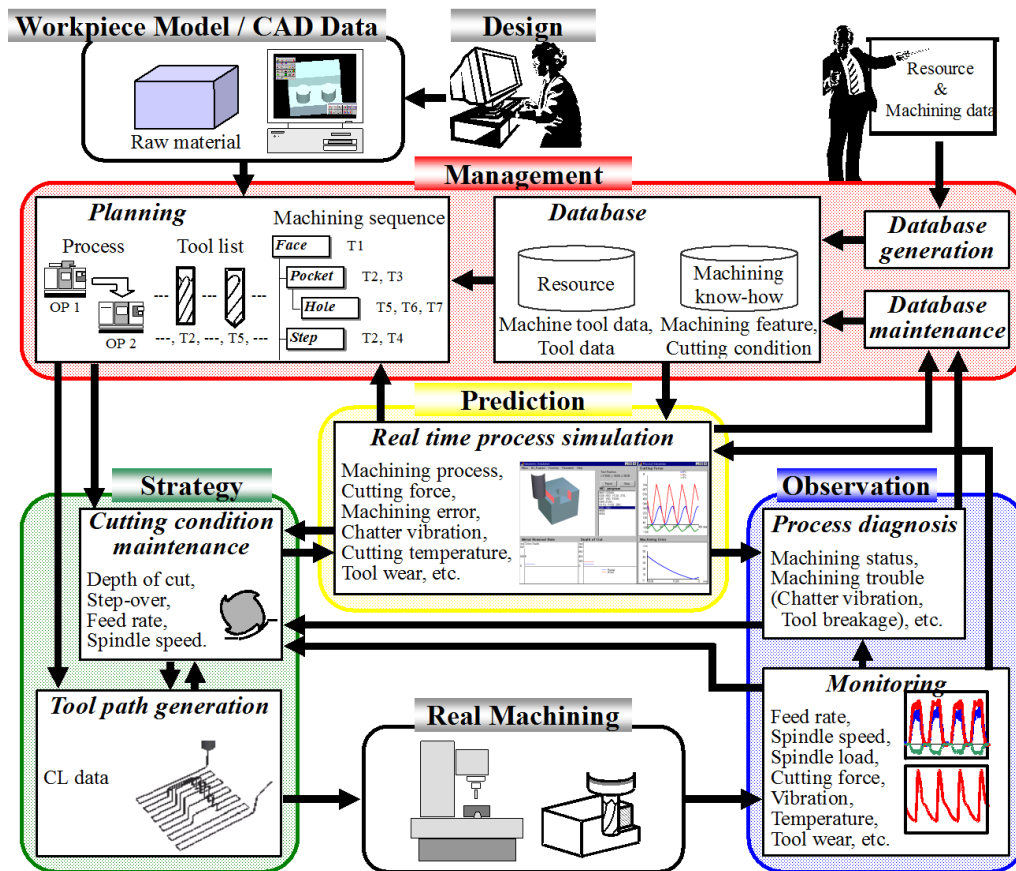 Workpiece Model / CAD Data
Design
Raw material
Resource
&
Machining data
Management
Planning
Process
OP 1
OP 2
Tool list
--- --- ---
---, T2, ---, T5, ---
Machining sequence
Face T1
Pocket T2, T3
Hole T5, T6, T7
Step T2, T4
Database
Resource
Machine tool data,
Tool data
Machining
know-how
Machining feature,
Cutting condition
Database
generation
Database
maintenance
Prediction
Real time process simulation
Machining process,
Cutting force,
Machining error,
Chatter vibration,
Cutting temperature,
Tool wear, etc.
Strategy
Cutting condition
maintenance
Depth of cut,
Step-over,
Feed rate,
Spindle speed.
Tool path generation
CL data
Real Machining
Observation
Process diagnosis
Machining status,
Machining trouble
(Chatter vibration,
Tool breakage), etc.
Monitoring
Feed rate,
Spindle speed,
Spindle load,
Cutting force,
Vibration,
Temperature,
Tool wear, etc.